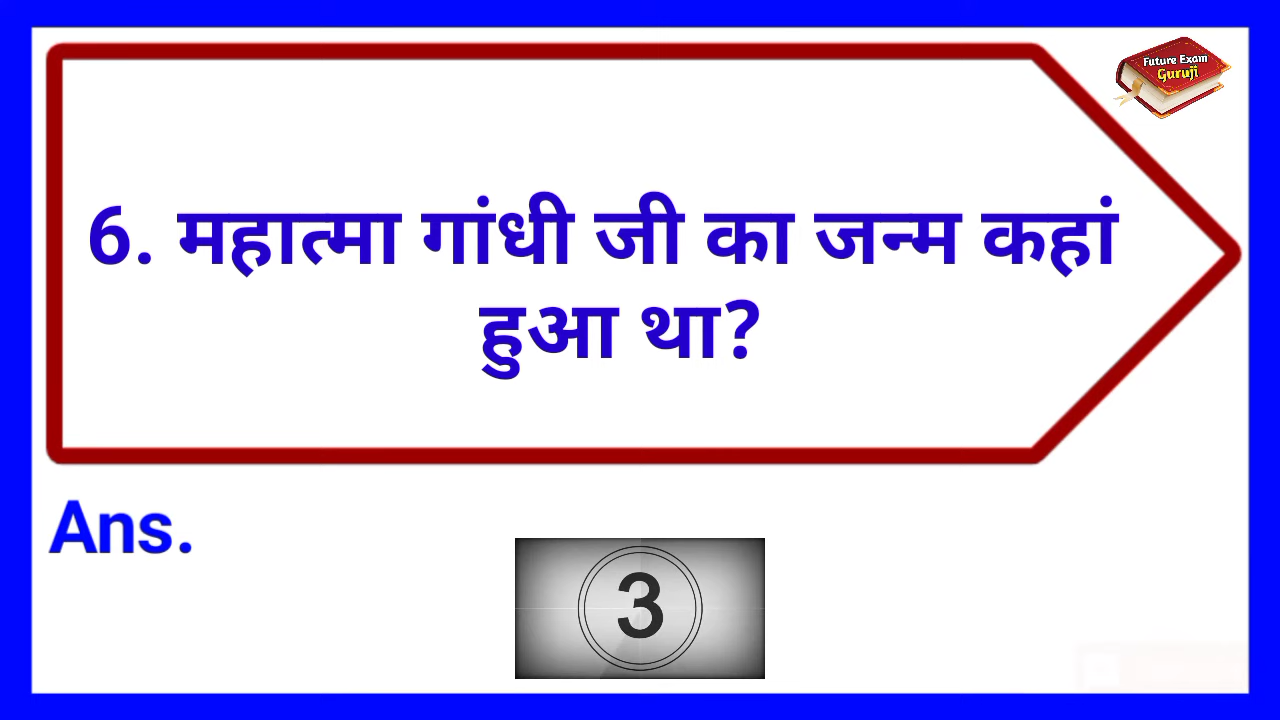 Future Exam
Guruji
6. महात्मा गांधी जी का जन्म कहां
हुआ था?
Ans.
3